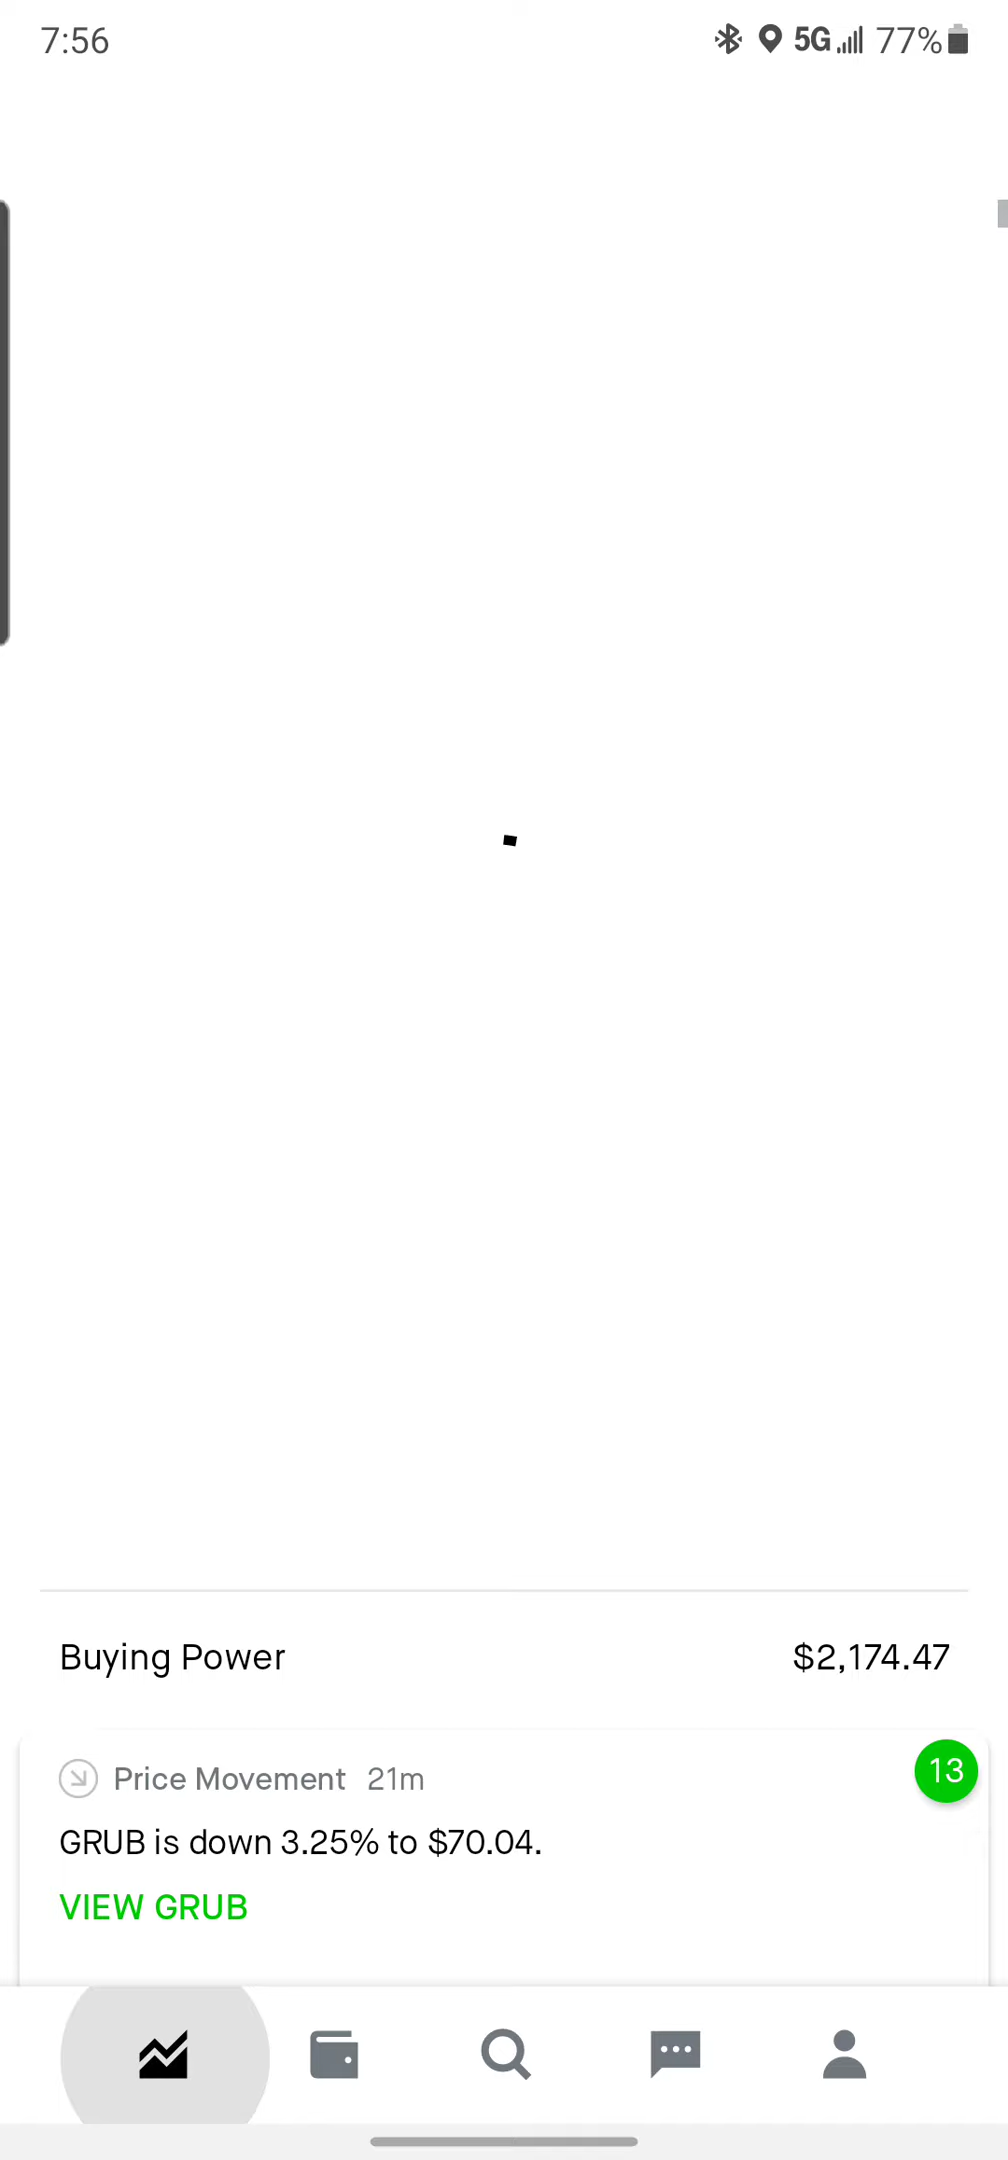 7:56 5G 77%
Buying Power $2,174.47
Price Movement 21m 13
GRUB is down 3.25% to $70.04.
VIEW GRUB